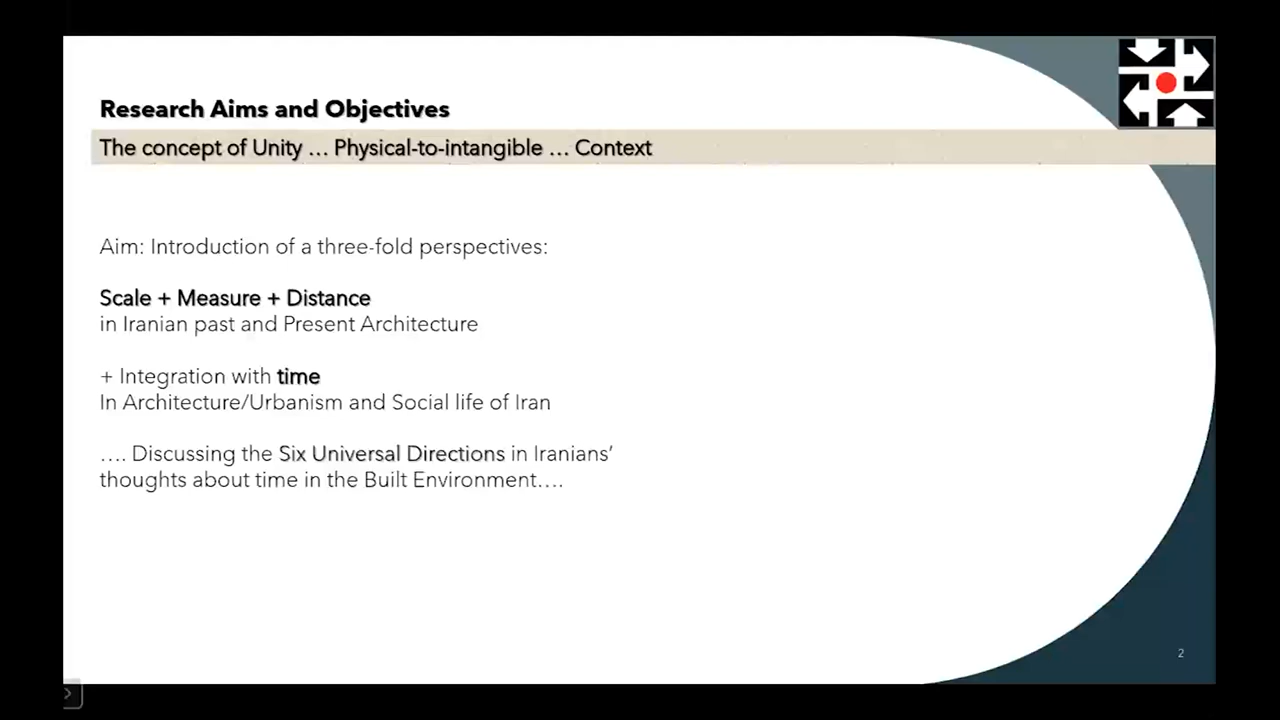 Research Aims and Objectives
The concept of Unity … Physical-to-intangible … Context
Aim: Introduction of a three-fold perspectives:
Scale + Measure + Distance
in Iranian past and Present Architecture
+ Integration with time
In Architecture/Urbanism and Social life of Iran
…. Discussing the Six Universal Directions in Iranians’
thoughts about time in the Built Environment….
2